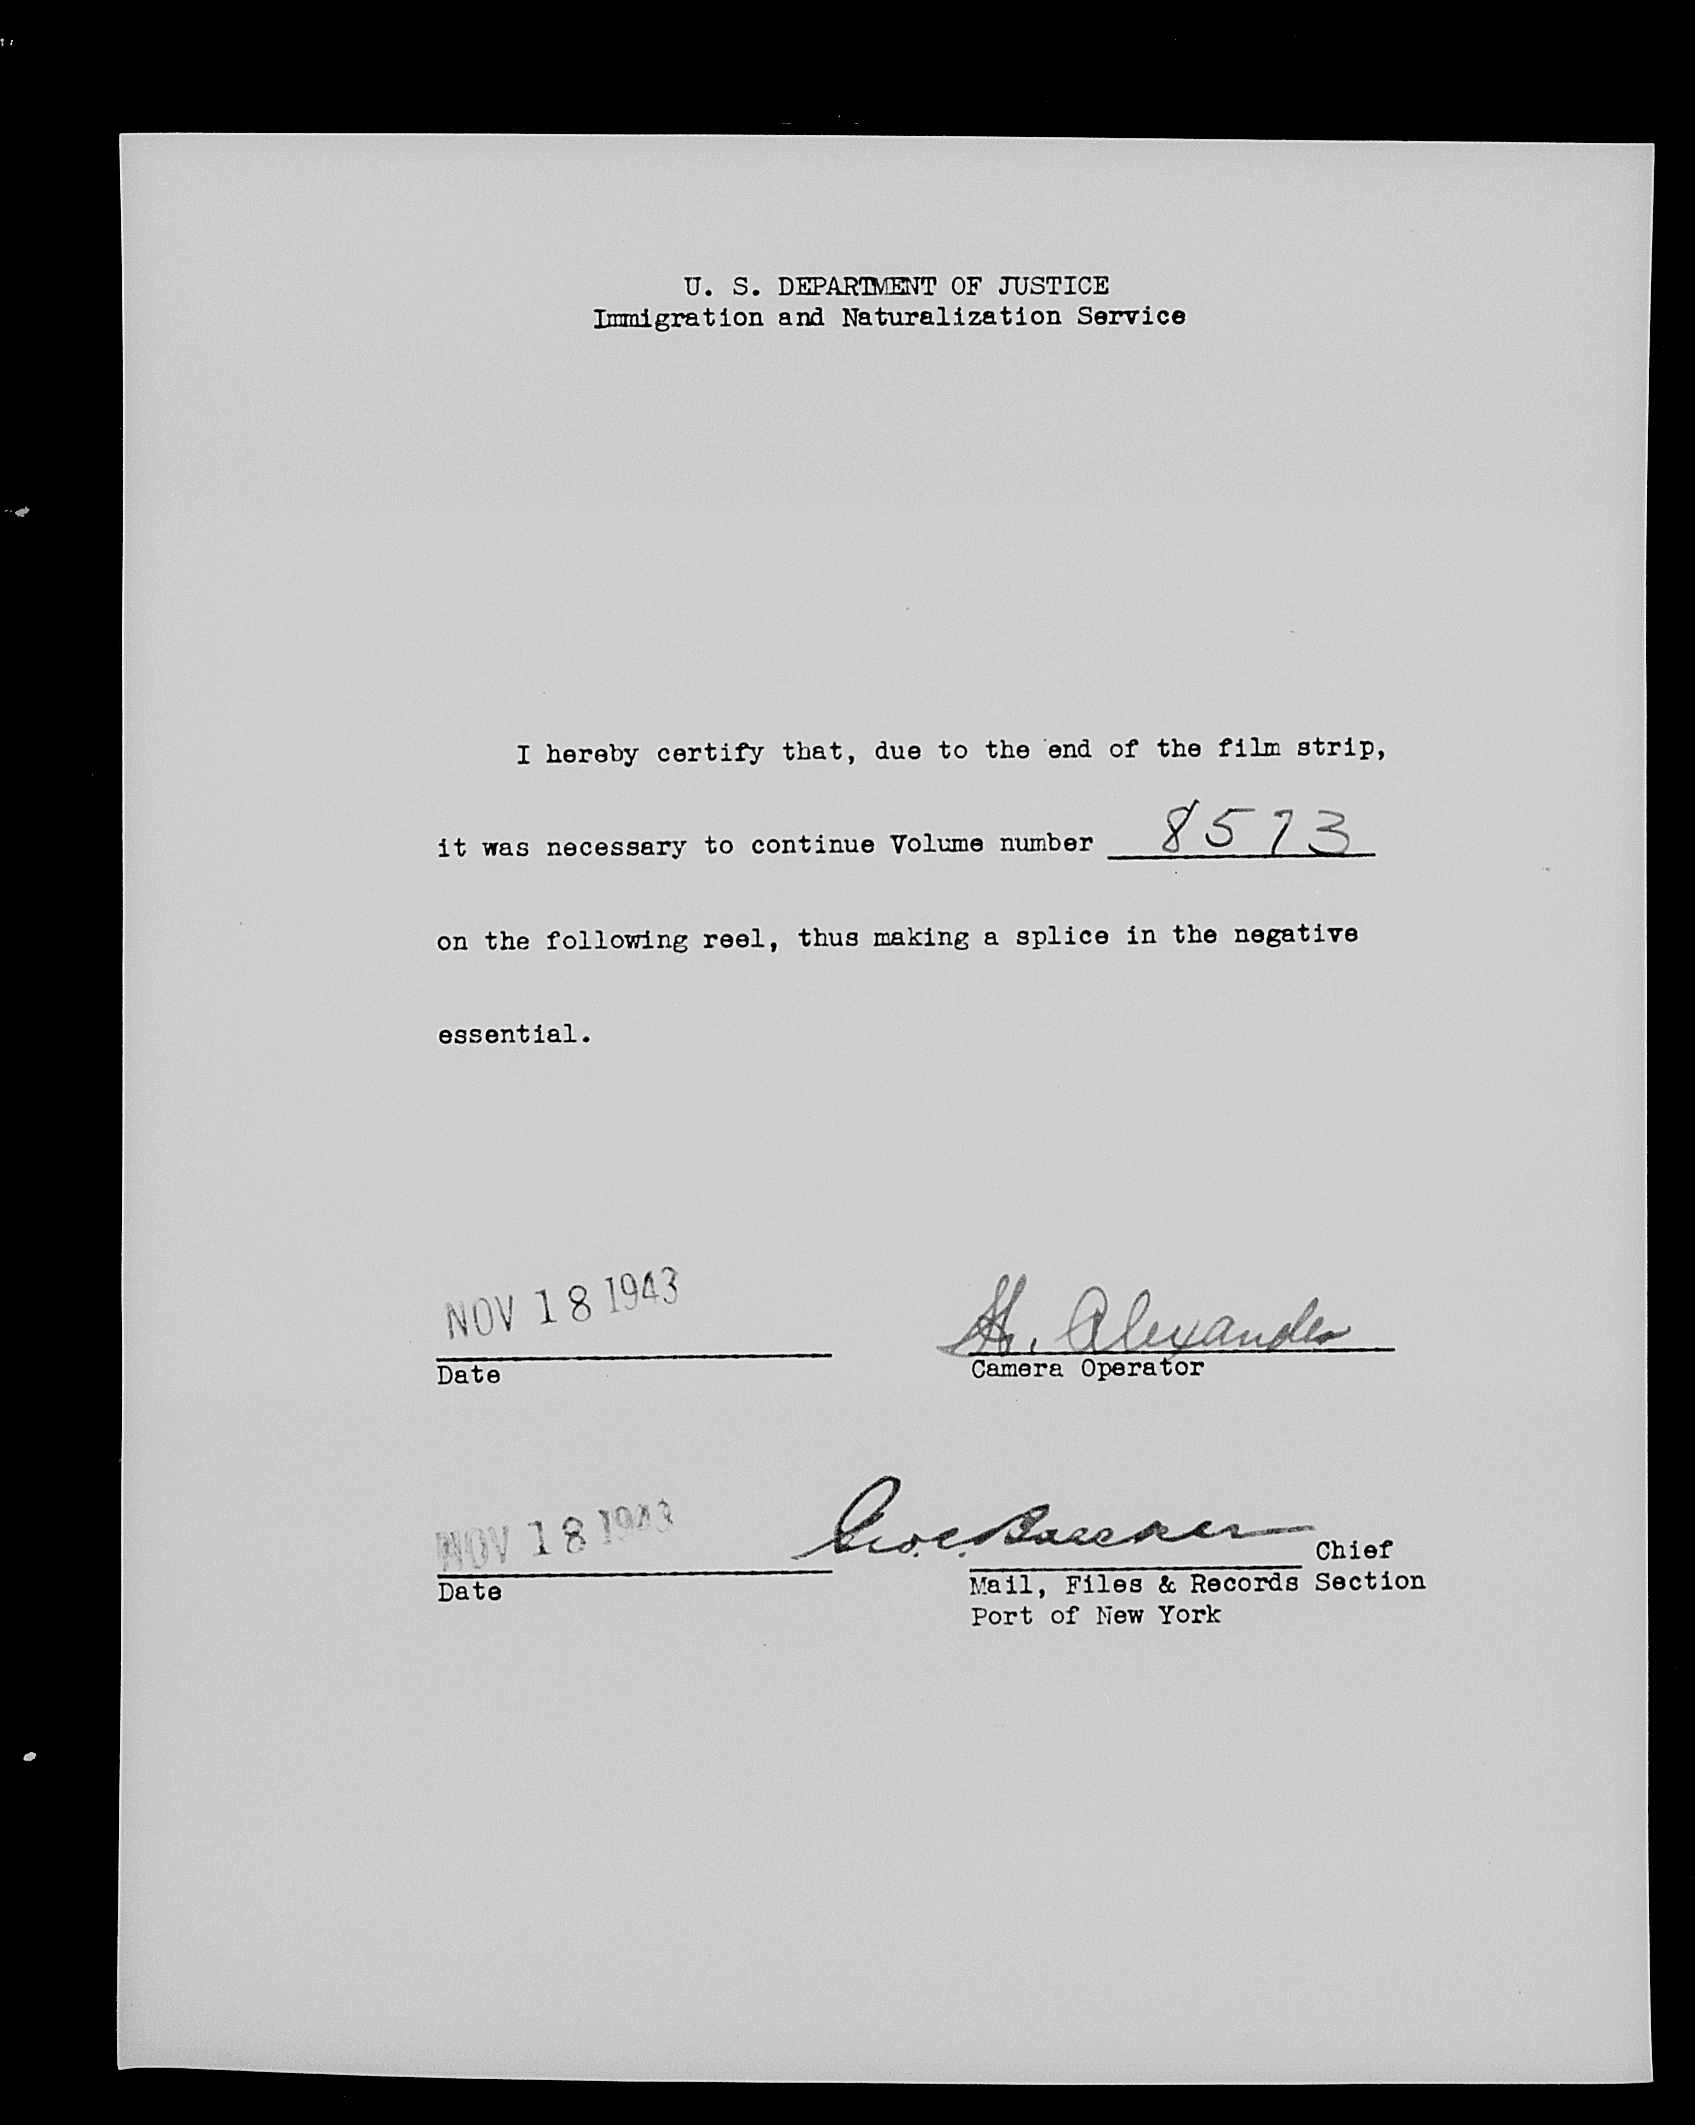 U. S. DEPARTMENT OF JUSTICE
Immigration and Naturalization Service
I hereby certify that, due to the end of the film strip,
it was necessary to continue Volume number 8573
on the following reel, thus making a splice in the negative
essential.
NOV 18 1943
Date
H. Alexander
Camera Operator
NOV 18 1943
Date
Geo. C.
Chief
Mail, Files & Records Section
Port of New York